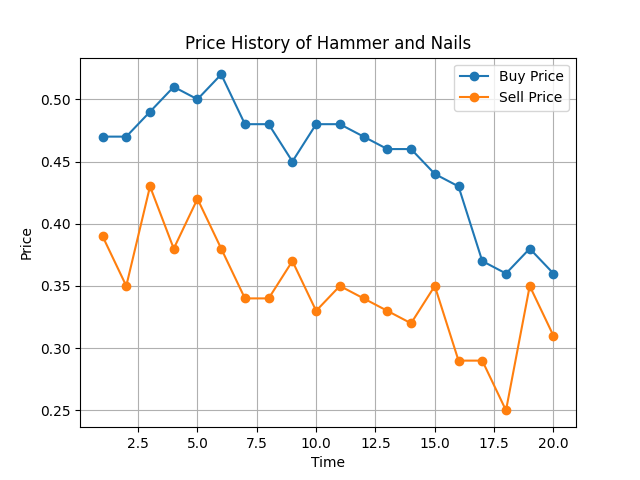 Price History of Hammer and Nails
Buy Price
Sell Price
0.50
0.45
0.40
0.35
0.30
0.25
Price
2.5 5.0 7.5 10.0 12.5 15.0 17.5 20.0
Time